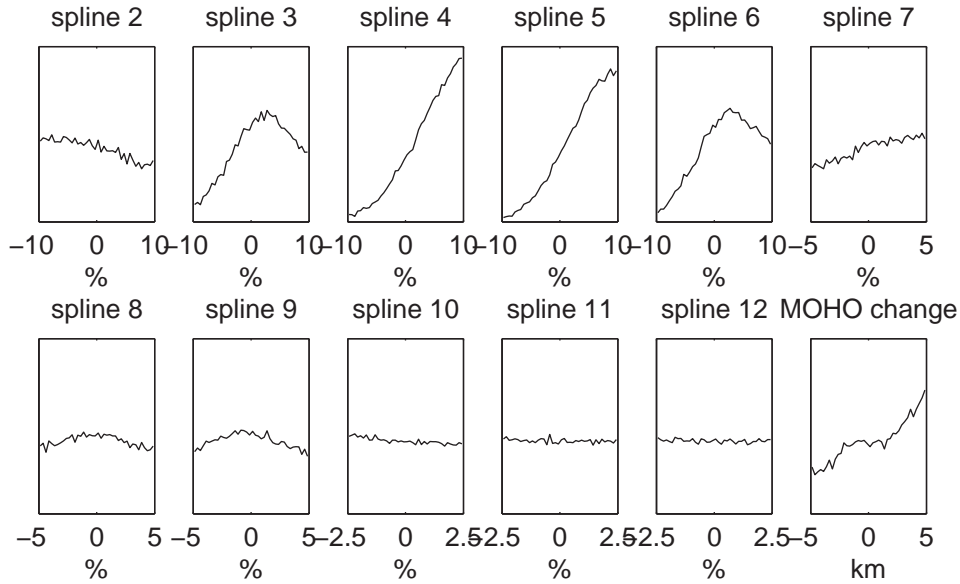 spline 2 spline 3 spline 4 spline 5 spline 6 spline 7
−10 0 10 −10 0 10 −10 0 10 −10 0 10 −10 0 10 −5 0 5
% % % % % %
spline 8 spline 9 spline 10 spline 11 spline 12 MOHO change
−5 0 5 −5 0 5 −2.5 0 2.5 −2.5 0 2.5 −2.5 0 2.5 −5 0 5
% % % % % km